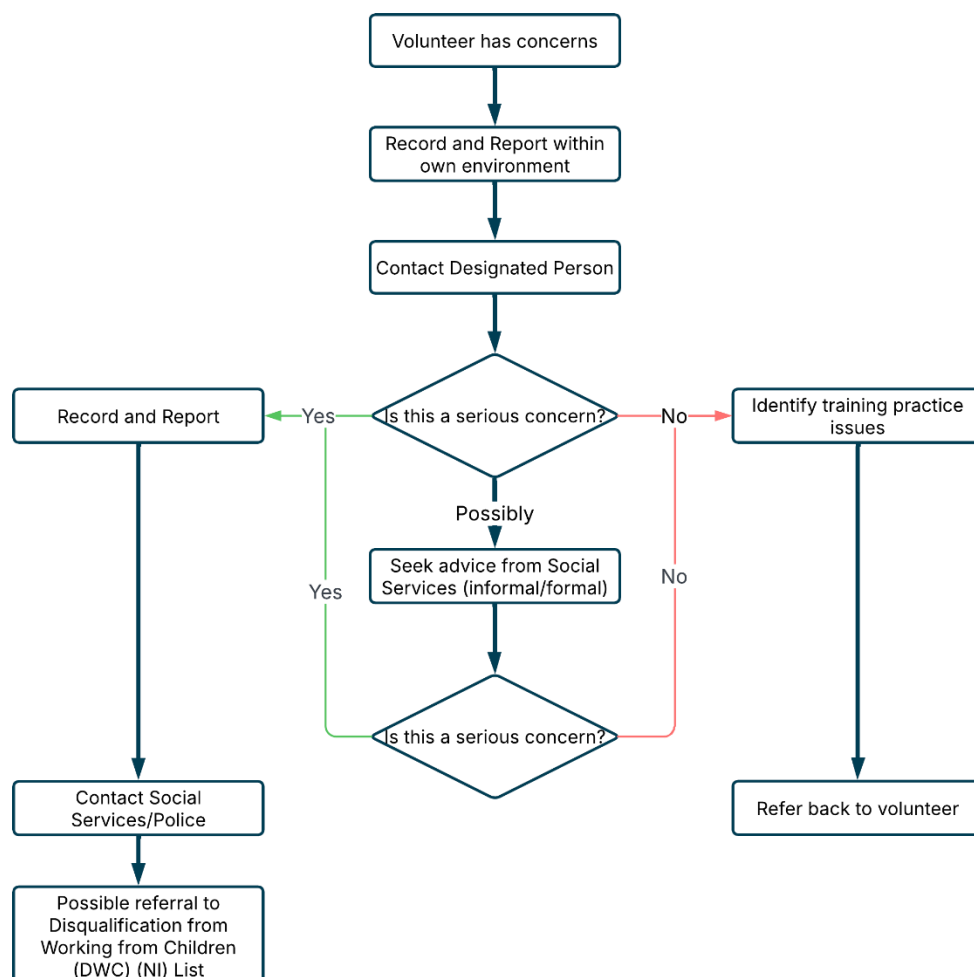 Volunteer has concerns
Record and Report within
own environment
Contact Designated Person
Is this a serious concern?
Yes
No
Record and Report
Identify training practice
issues
Possibly
Seek advice from Social
Services (informal/formal)
Yes
No
Is this a serious concern?
Contact Social
Services/Police
Refer back to volunteer
Possible referral to
Disqualification from
Working from Children
(DWC) (NI) List